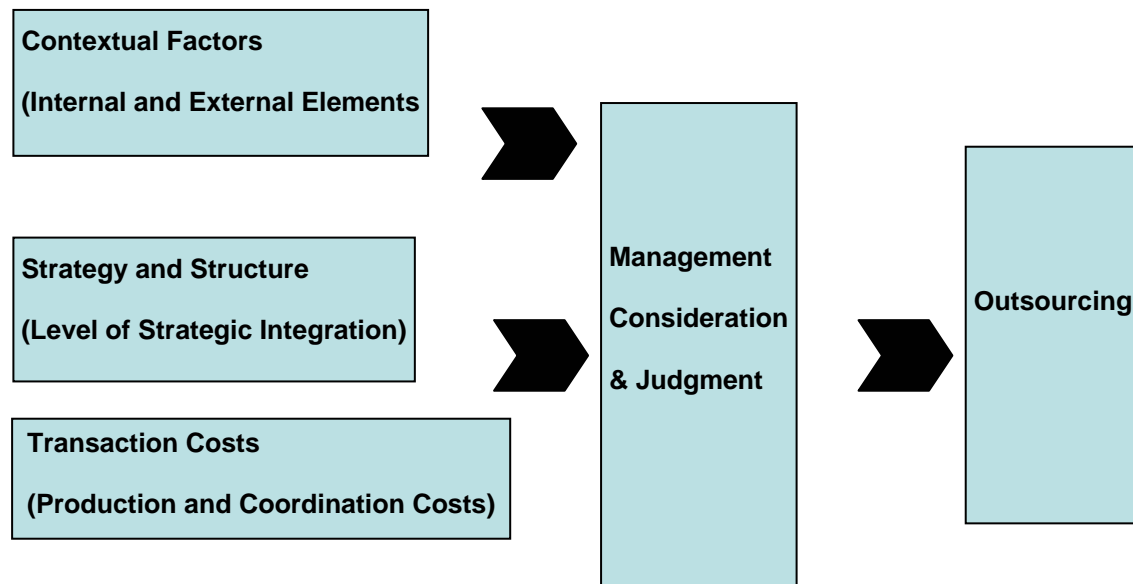 Contextual Factors
(Internal and External Elements
Strategy and Structure
(Level of Strategic Integration)
Transaction Costs
(Production and Coordination Costs)
Management
Consideration
& Judgment
Outsourcing